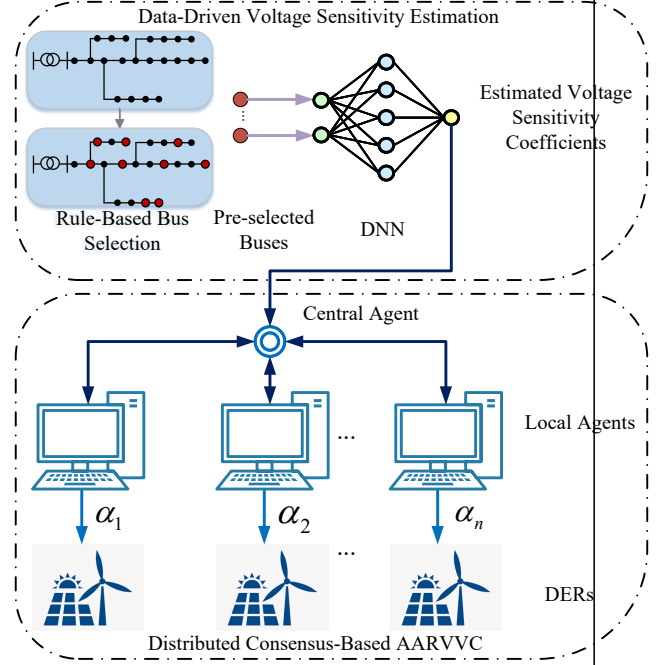 Data-Driven Voltage Sensitivity Estimation
Estimated Voltage
Sensitivity
Coefficients
Rule-Based Bus
Selection
Pre-selected
Buses
DNN
Central Agent
Local Agents
...
α1
α2
αn
...
DERs
Distributed Consensus-Based AARVVC